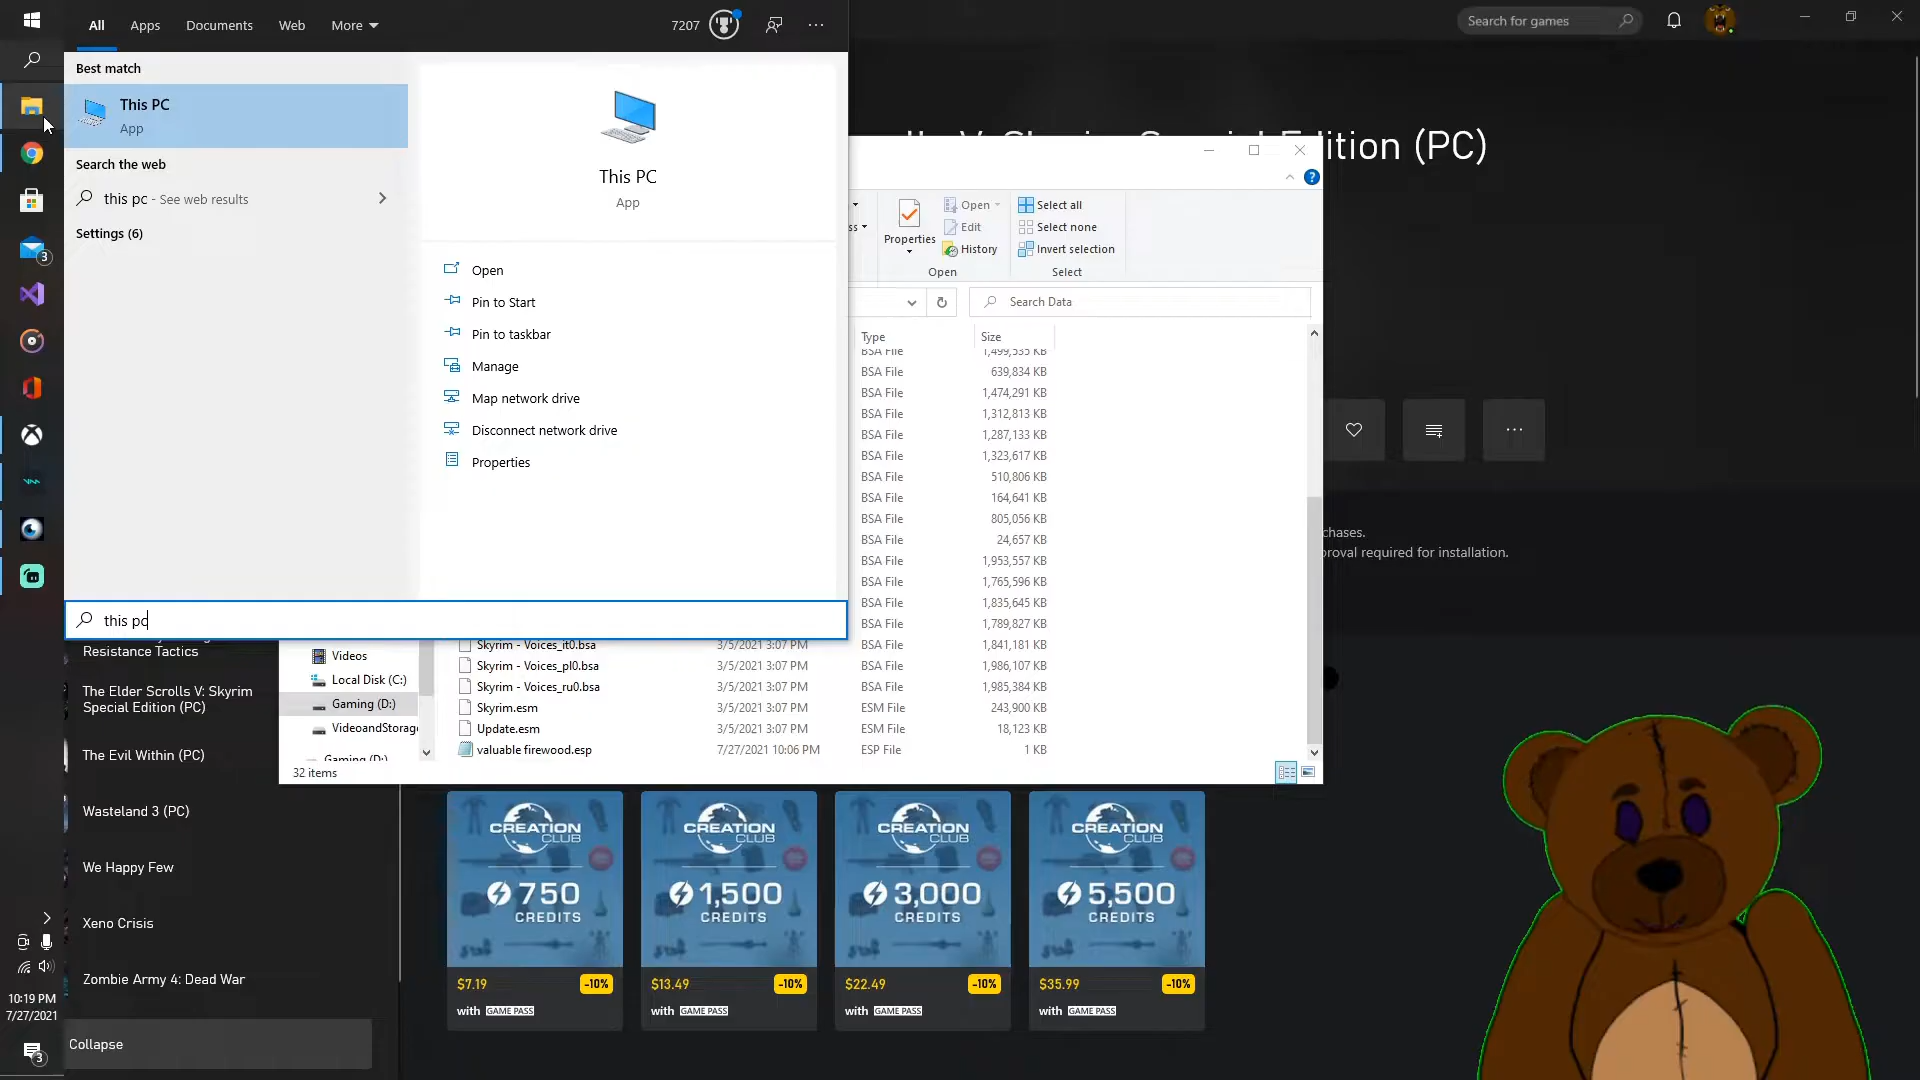 All
Apps
Documents
Web
More
7207
Best match
This PC
App
Search the web
this pc - See web results
Settings (6)
This PC
App
Open
Pin to Start
Pin to taskbar
Manage
Map network drive
Disconnect network drive
Properties
this pc
Search for games
ition (PC)
Properties
Open
Edit
History
Open
Select all
Select none
Invert selection
Select
Search Data
Type
Size
BSA File 1,499,535 KB
BSA File 639,834 KB
BSA File 1,474,291 KB
BSA File 1,312,813 KB
BSA File 1,287,133 KB
BSA File 1,323,617 KB
BSA File 510,806 KB
BSA File 164,641 KB
BSA File 805,056 KB
BSA File 24,657 KB
BSA File 1,953,557 KB
BSA File 1,765,596 KB
BSA File 1,835,645 KB
BSA File 1,789,827 KB
Skyrim - Voices_it0.bsa 3/5/2021 3:07 PM BSA File 1,841,181 KB
Skyrim - Voices_pl0.bsa 3/5/2021 3:07 PM BSA File 1,986,107 KB
Skyrim - Voices_ru0.bsa 3/5/2021 3:07 PM BSA File 1,985,384 KB
Skyrim.esm 3/5/2021 3:07 PM ESM File 243,900 KB
Update.esm 3/5/2021 3:07 PM ESM File 18,123 KB
valuable firewood.esp 7/27/2021 10:06 PM ESP File 1 KB
Videos
Local Disk (C:)
Gaming (D:)
VideoandStorag
Gaming (D:)
32 items
chases.
proval required for installation.
Resistance Tactics
The Elder Scrolls V: Skyrim
Special Edition (PC)
The Evil Within (PC)
Wasteland 3 (PC)
We Happy Few
Xeno Crisis
Zombie Army 4: Dead War
Collapse
CREATION
CLUB
750
CREDITS
$7.19
-10%
with GAME PASS
CREATION
CLUB
1,500
CREDITS
$13.49
-10%
with GAME PASS
CREATION
CLUB
3,000
CREDITS
$22.49
-10%
with GAME PASS
CREATION
CLUB
5,500
CREDITS
$35.99
-10%
with GAME PASS
3
10:19 PM
7/27/2021
3